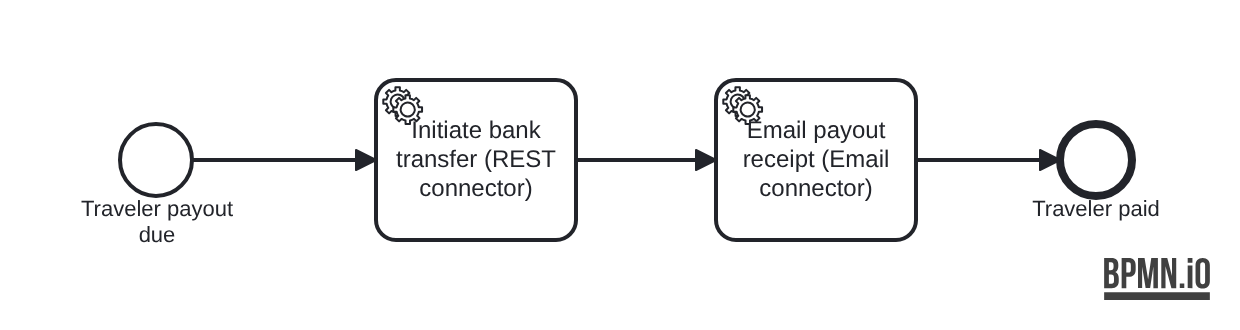 Initiate bank
transfer (REST
connector)
Email payout
receipt (Email
connector)
Traveler payout
due
Traveler paid
BPMN.iO